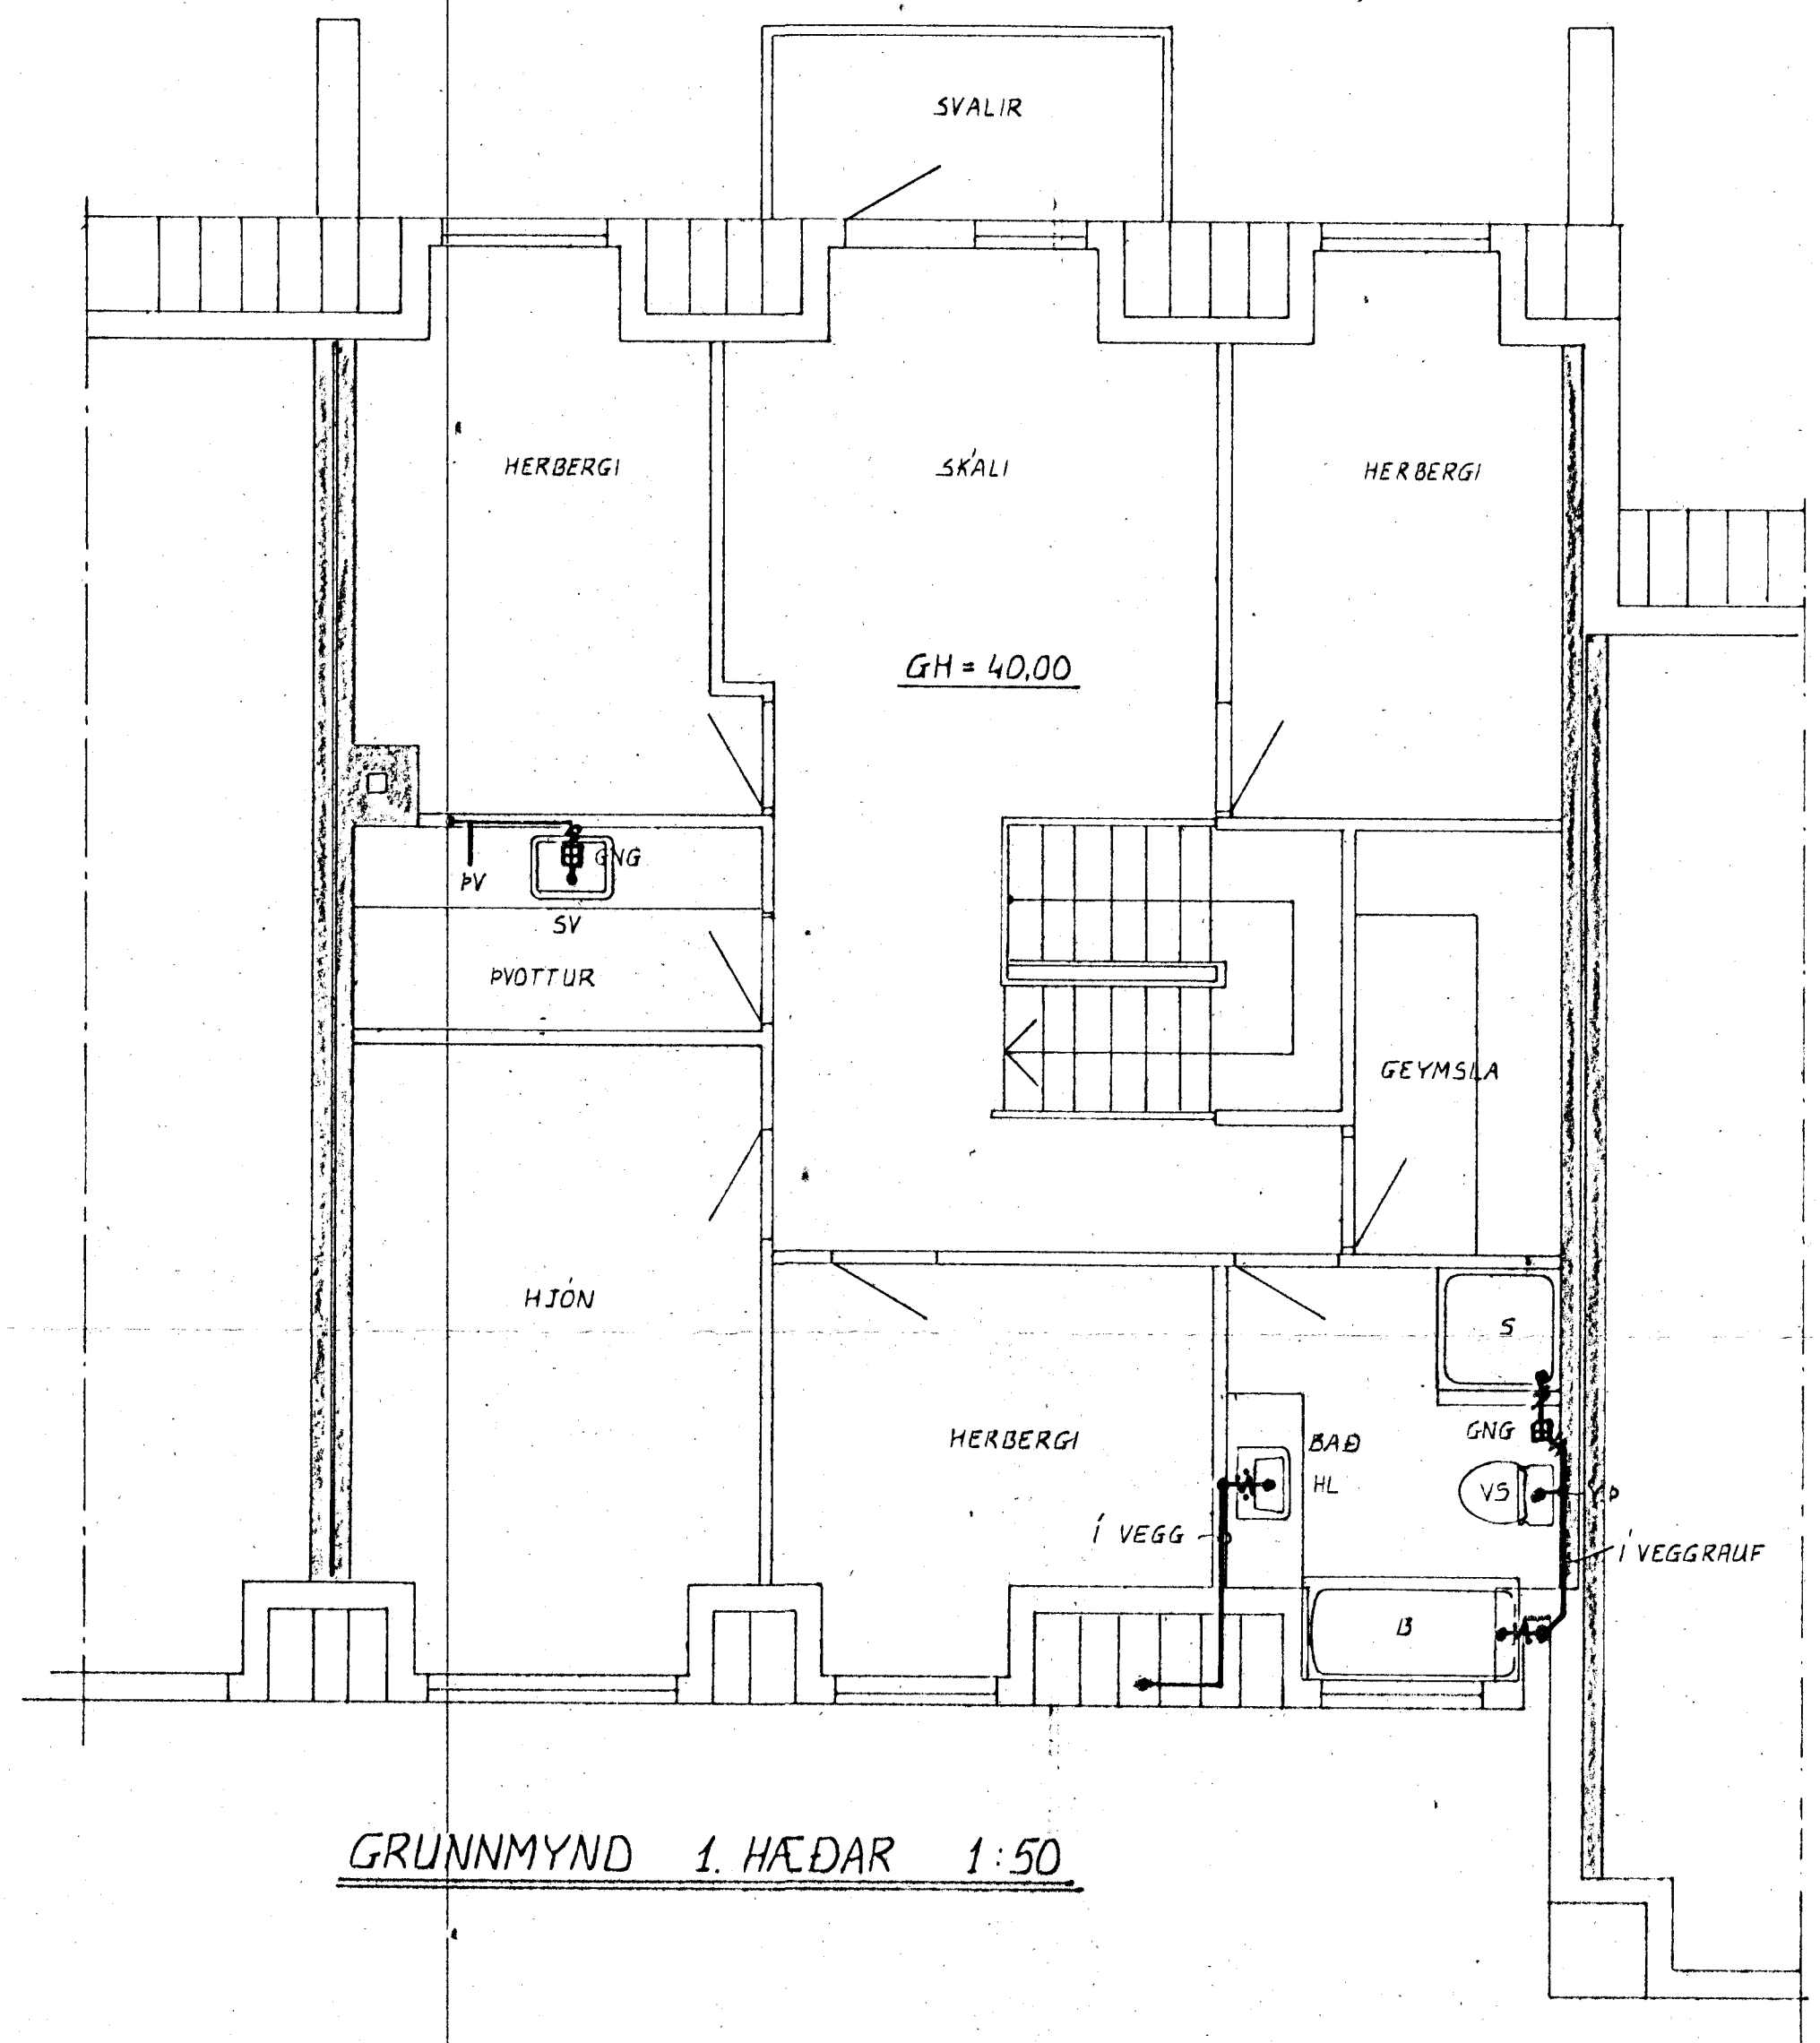 SVALIR
HERBERGI
SKÁLI
HERBERGI
GH = 40,00
GNG
ÞV
SV
ÞVOTTUR
GEYMSLA
HJÓN
S
HERBERGI
BAÐ
GNG
HL
VS
Í VEGG
Í VEGGRAUF
B
GRUNNMYND 1. HÆÐAR 1:50